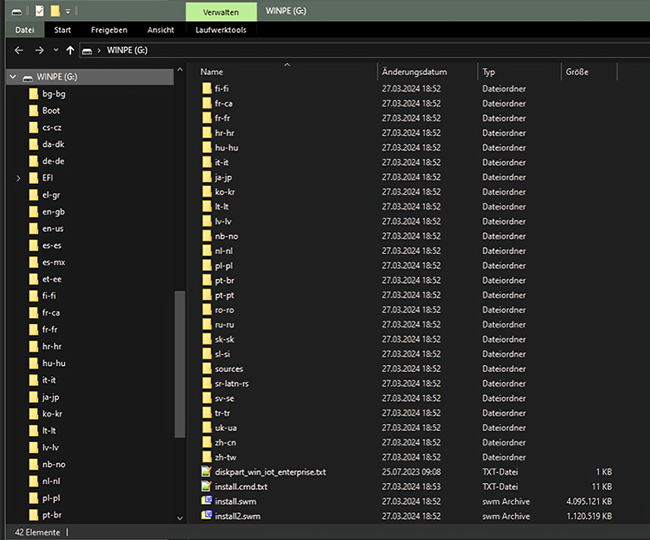 Verwalten WINPE (G:)
Datei Start Freigeben Ansicht Laufwerktools
WINPE (G:)
WINPE (G:)
bg-bg
Boot
cs-cz
da-dk
de-de
EFI
el-gr
en-gb
en-us
es-es
es-mx
et-ee
fi-fi
fr-ca
fr-fr
hr-hr
hu-hu
it-it
ja-jp
ko-kr
lt-lt
lv-lv
nb-no
nl-nl
pl-pl
pt-br
Name Änderungsdatum Typ Größe
fi-fi 27.03.2024 18:52 Dateiordner
fr-ca 27.03.2024 18:52 Dateiordner
fr-fr 27.03.2024 18:52 Dateiordner
hr-hr 27.03.2024 18:52 Dateiordner
hu-hu 27.03.2024 18:52 Dateiordner
it-it 27.03.2024 18:52 Dateiordner
ja-jp 27.03.2024 18:52 Dateiordner
ko-kr 27.03.2024 18:52 Dateiordner
lt-lt 27.03.2024 18:52 Dateiordner
lv-lv 27.03.2024 18:52 Dateiordner
nb-no 27.03.2024 18:52 Dateiordner
nl-nl 27.03.2024 18:52 Dateiordner
pl-pl 27.03.2024 18:52 Dateiordner
pt-br 27.03.2024 18:52 Dateiordner
pt-pt 27.03.2024 18:52 Dateiordner
ro-ro 27.03.2024 18:52 Dateiordner
ru-ru 27.03.2024 18:52 Dateiordner
sk-sk 27.03.2024 18:52 Dateiordner
sl-si 27.03.2024 18:52 Dateiordner
sources 27.03.2024 18:52 Dateiordner
sr-latn-rs 27.03.2024 18:52 Dateiordner
sv-se 27.03.2024 18:52 Dateiordner
tr-tr 27.03.2024 18:52 Dateiordner
uk-ua 27.03.2024 18:52 Dateiordner
zh-cn 27.03.2024 18:52 Dateiordner
zh-tw 27.03.2024 18:52 Dateiordner
diskpart_win_iot_enterprise.txt 25.07.2023 09:08 TXT-Datei 1 KB
install.cmd.txt 27.03.2024 18:53 TXT-Datei 11 KB
install.swm 27.03.2024 18:52 swm Archive 4.095.121 KB
install2.swm 27.03.2024 18:52 swm Archive 1.120.519 KB
42 Elemente